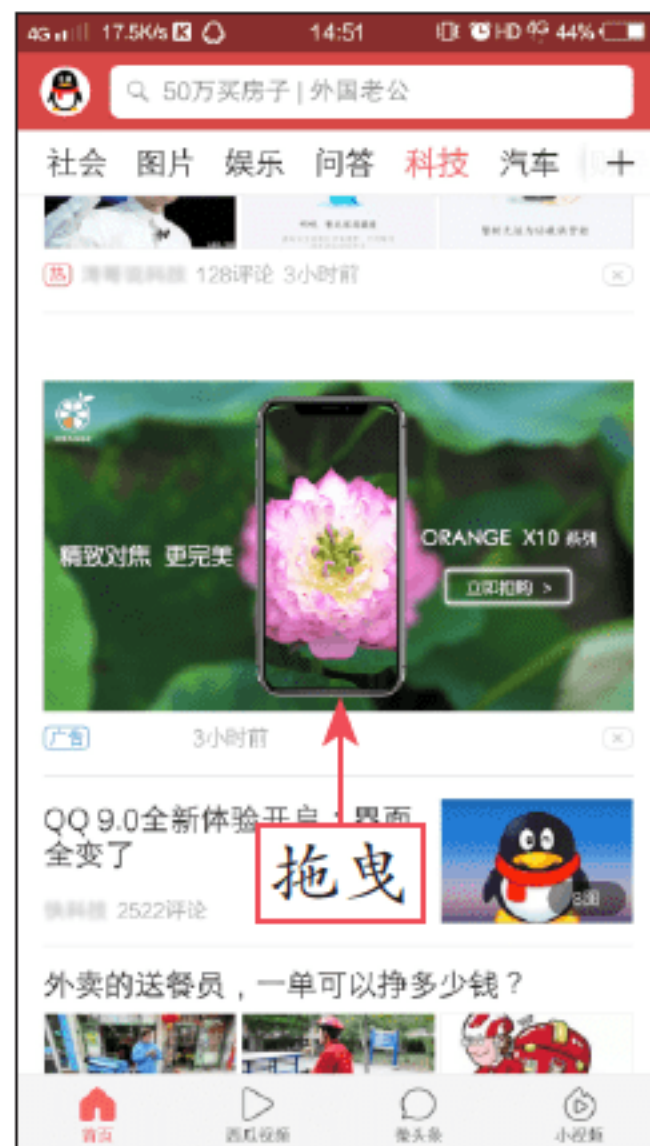 4G 17.5K/s K 14:51 HD 4G 44%
50万买房子 | 外国老公
社会 图片 娱乐 问答 科技 汽车 +
热 128评论 3小时前
精致对焦 更完美
ORANGE X10 系列
立即抢购 >
广告 3小时前
QQ 9.0全新体验开启:界面
全变了
拖曳
2522评论
3图
外卖的送餐员,一单可以挣多少钱?
首页 西瓜视频 微头条 小视频